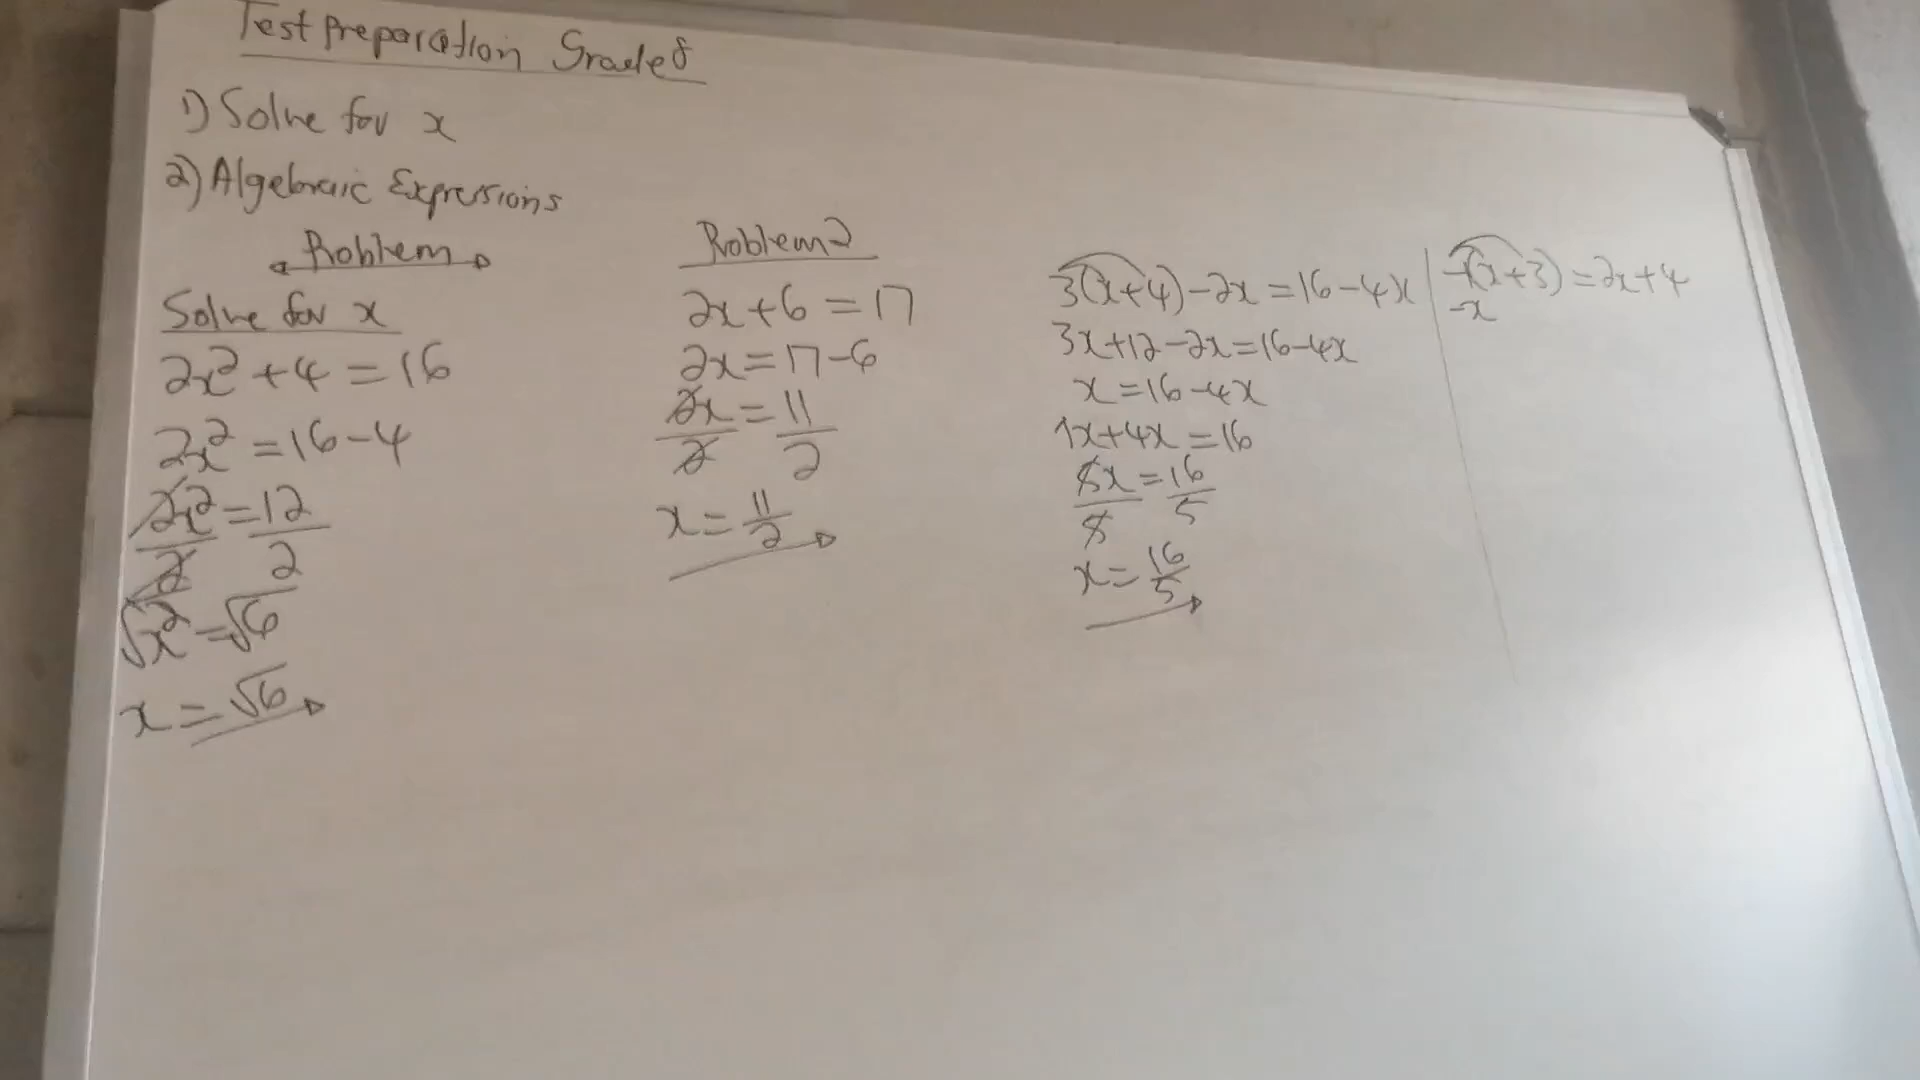 Test Preparation Grade 8
1) Solve for x
2) Algebraic Expressions
Problem
Solve for x
2x² + 4 = 16
2x² = 16 - 4
2x² = 12
2 2
√x² = √6
x = √6
Problem 2
2x + 6 = 17
2x = 17 - 6
2x = 11
2 2
x = 11/2
3(x+4) - 2x = 16 - 4x
3x + 12 - 2x = 16 - 4x
x = 16 - 4x
1x + 4x = 16
5x = 16
5 5
x = 16/5
-1(x+3) = 2x + 4
-x